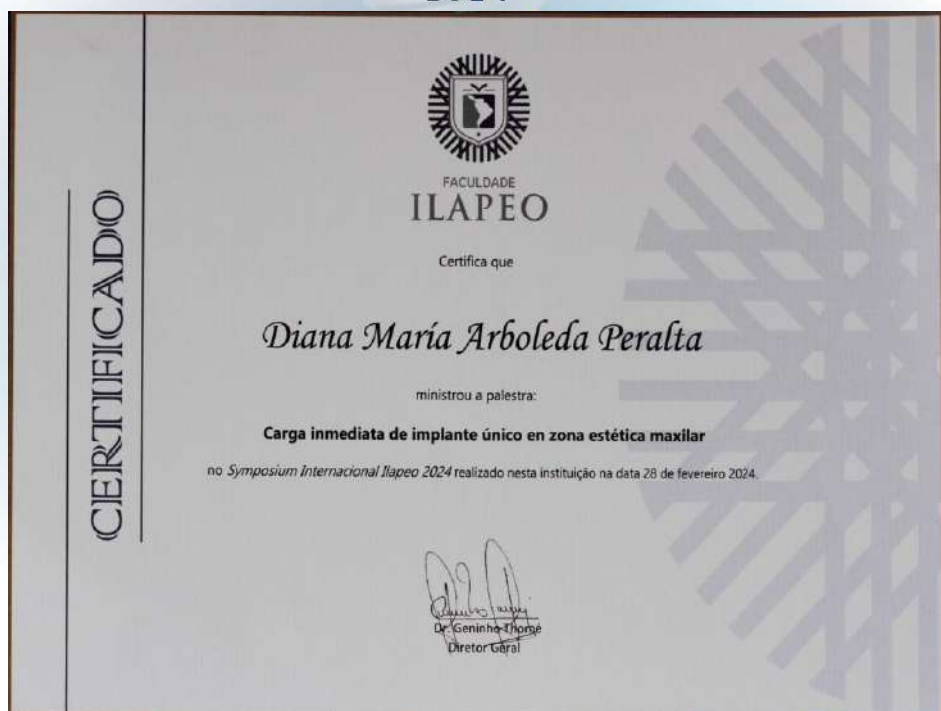 FACULDADE
ILAPEO
Certifica que
Diana María Arboleda Peralta
ministrou a palestra:
Carga inmediata de implante único en zona estética maxilar
no Symposium Internacional Ilapeo 2024 realizado nesta instituição na data 28 de fevereiro 2024.
Dr. Geninho Thomé
Diretor Geral
CERTIFICADO